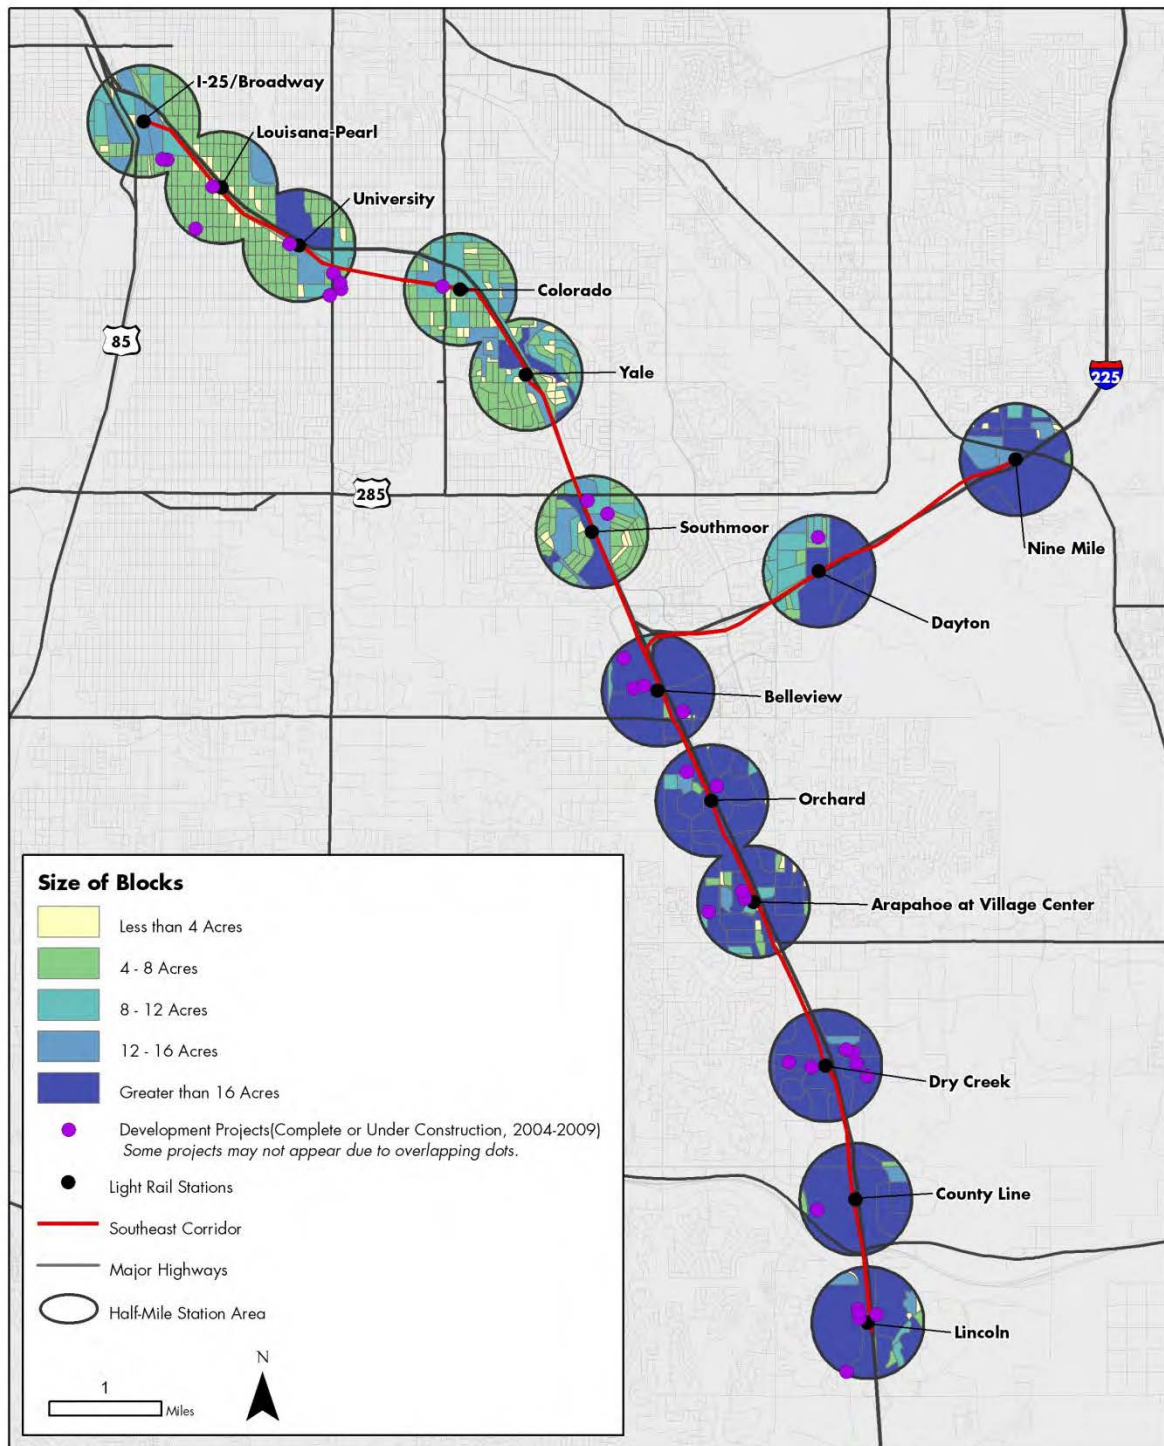 I-25/Broadway
Louisana-Pearl
University
Colorado
85
Yale
225
285
Southmoor
Nine Mile
Dayton
Belleview
Orchard
Arapahoe at Village Center
Dry Creek
County Line
Lincoln
Size of Blocks
Less than 4 Acres
4 - 8 Acres
8 - 12 Acres
12 - 16 Acres
Greater than 16 Acres
Development Projects(Complete or Under Construction, 2004-2009)
Some projects may not appear due to overlapping dots.
Light Rail Stations
Southeast Corridor
Major Highways
Half-Mile Station Area
N
1
Miles